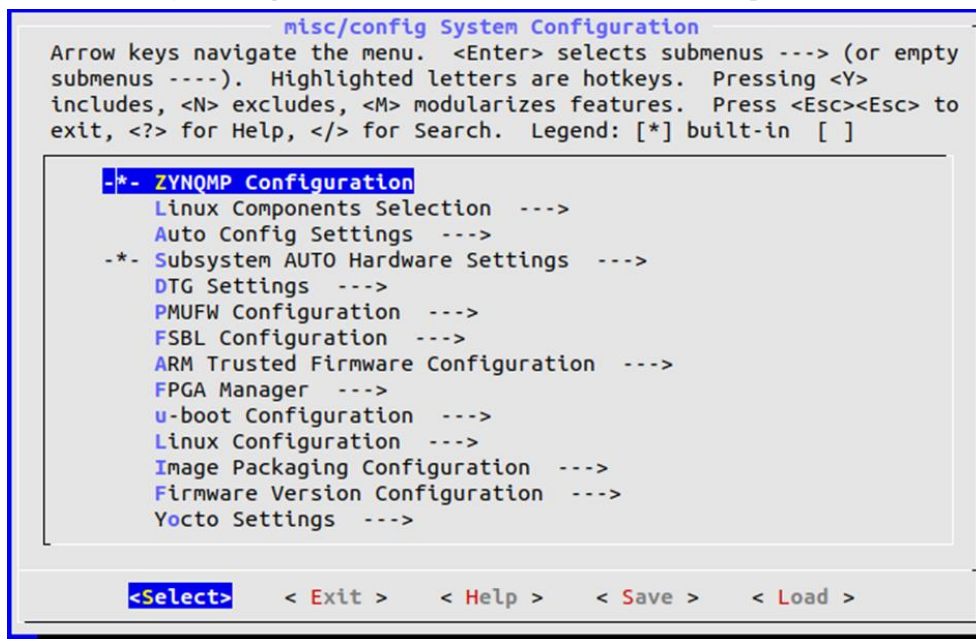 misc/config System Configuration
Arrow keys navigate the menu.  <Enter> selects submenus ---> (or empty
submenus ----).  Highlighted letters are hotkeys.  Pressing <Y>
includes, <N> excludes, <M> modularizes features.  Press <Esc><Esc> to
exit, <?> for Help, </> for Search.  Legend: [*] built-in  [ ]
-*- ZYNQMP Configuration
Linux Components Selection  --->
Auto Config Settings  --->
-*- Subsystem AUTO Hardware Settings  --->
DTG Settings  --->
PMUFW Configuration  --->
FSBL Configuration  --->
ARM Trusted Firmware Configuration  --->
FPGA Manager  --->
u-boot Configuration  --->
Linux Configuration  --->
Image Packaging Configuration  --->
Firmware Version Configuration  --->
Yocto Settings  --->
<Select>    < Exit >    < Help >    < Save >    < Load >